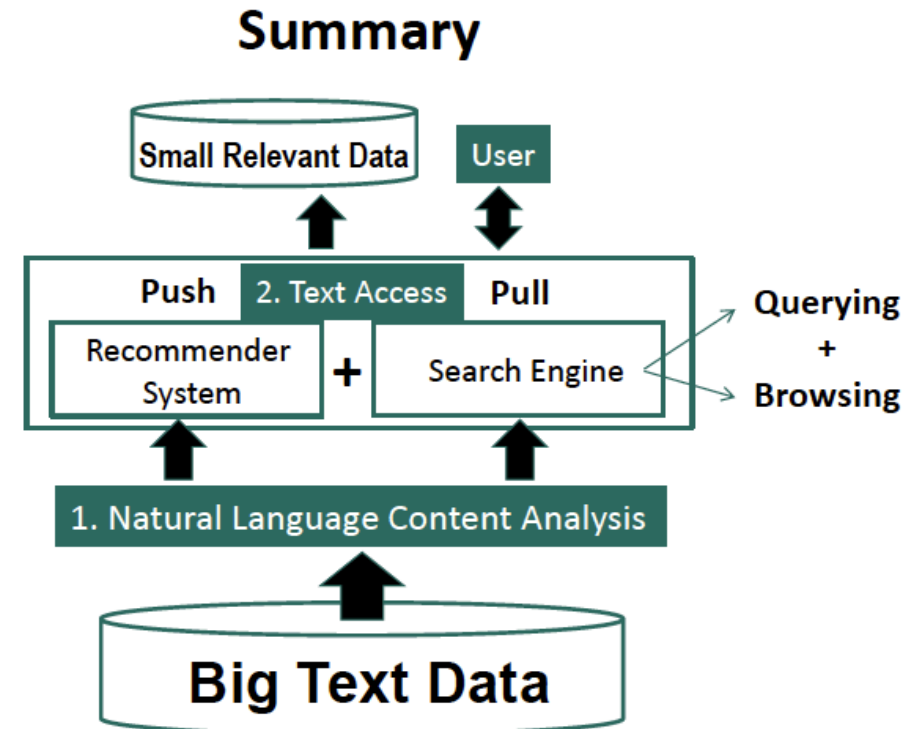 Summary
Small Relevant Data
User
Push
2. Text Access
Pull
Recommender
System
+
Search Engine
Querying
+
Browsing
1. Natural Language Content Analysis
Big Text Data